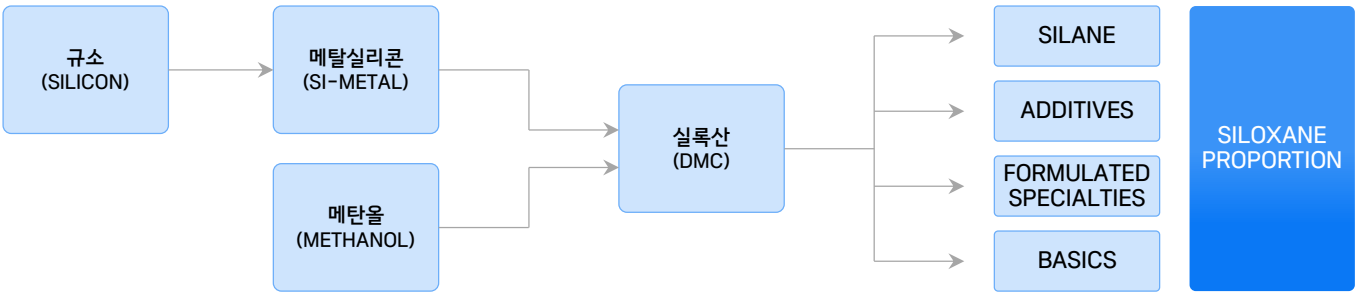 규소
(SILICON)
메탈실리콘
(SI-METAL)
메탄올
(METHANOL)
실록산
(DMC)
SILANE
ADDITIVES
FORMULATED
SPECIALTIES
BASICS
SILOXANE
PROPORTION